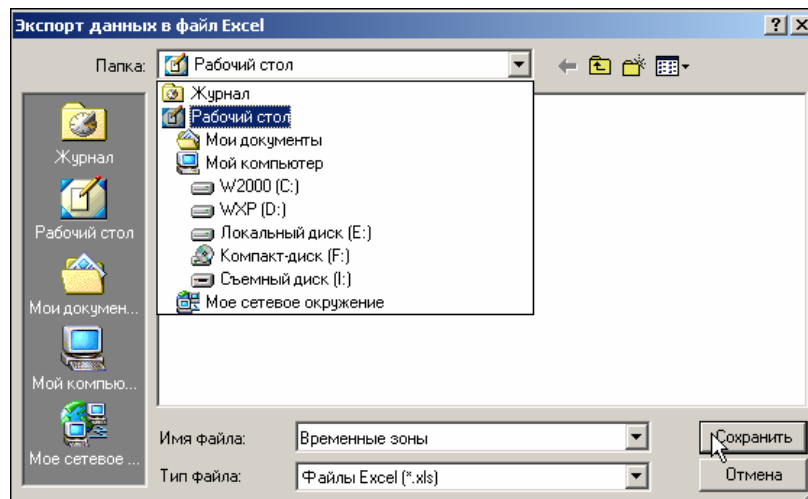 Экспорт данных в файл Excel
Папка:
Рабочий стол
Журнал
Рабочий стол
Мои документы
Мой компьютер
W2000 (C:)
WXP (D:)
Локальный диск (E:)
Компакт-диск (F:)
Съемный диск (I:)
Мое сетевое окружение
Журнал
Рабочий стол
Мои докумен...
Мой компью...
Мое сетевое ...
Имя файла:
Временные зоны
Сохранить
Тип файла:
Файлы Excel (*.xls)
Отмена